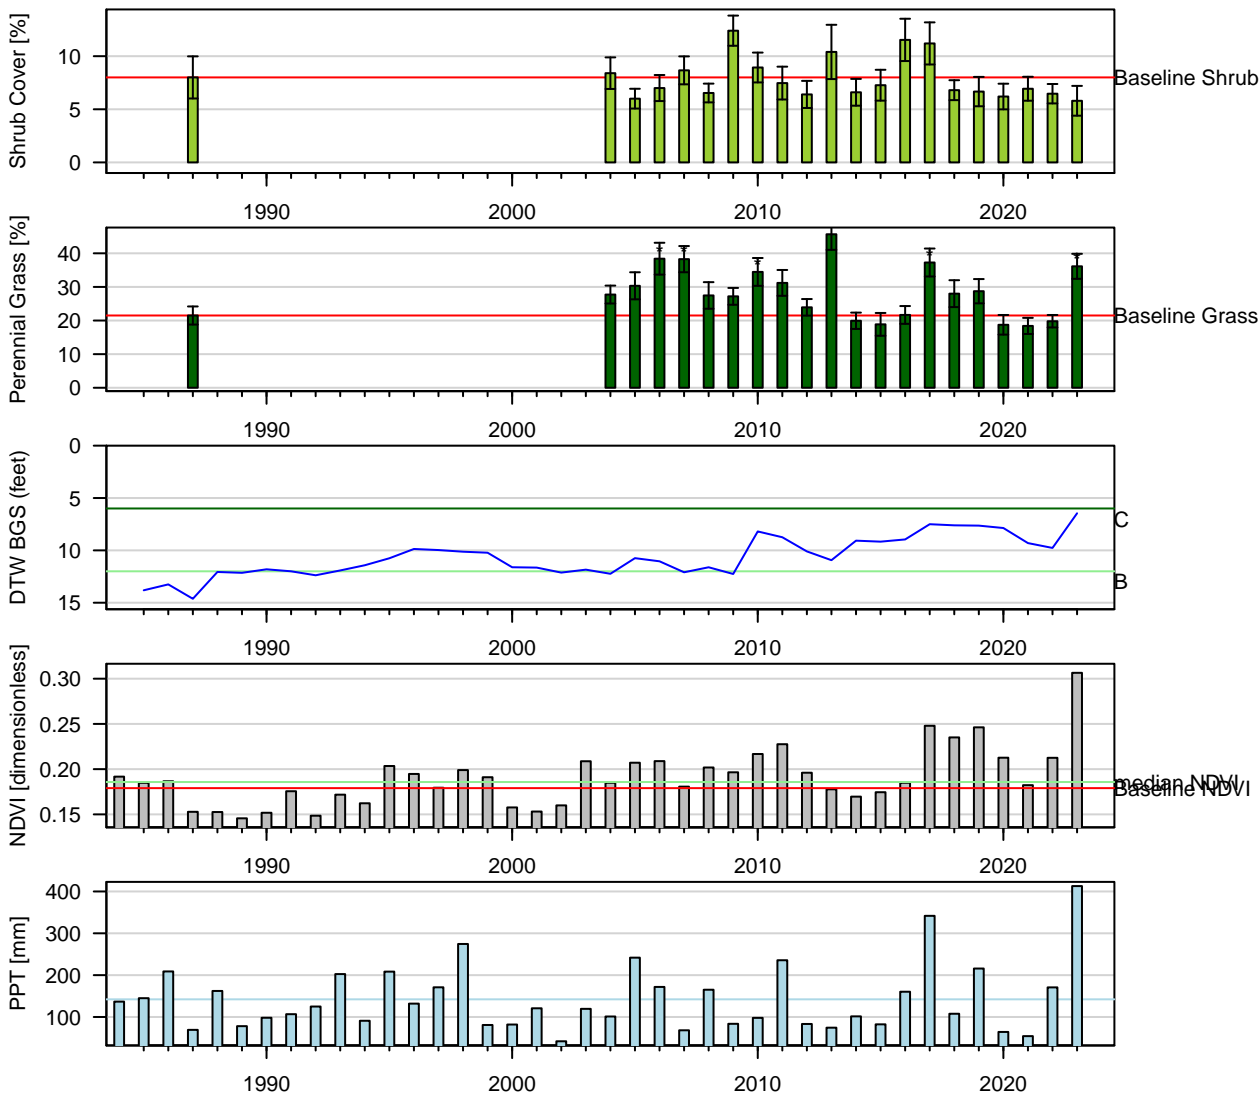 Shrub Cover [%]
10
5
0
Baseline Shrub
1990 2000 2010 2020
Perennial Grass [%]
40
30
20
10
0
* * * * *
Baseline Grass
1990 2000 2010 2020
DTW BGS (feet)
0
5
10
15
C
B
1990 2000 2010 2020
NDVI [dimensionless]
0.30
0.25
0.20
0.15
median NDVI
Baseline NDVI
1990 2000 2010 2020
PPT [mm]
400
300
200
100
1990 2000 2010 2020